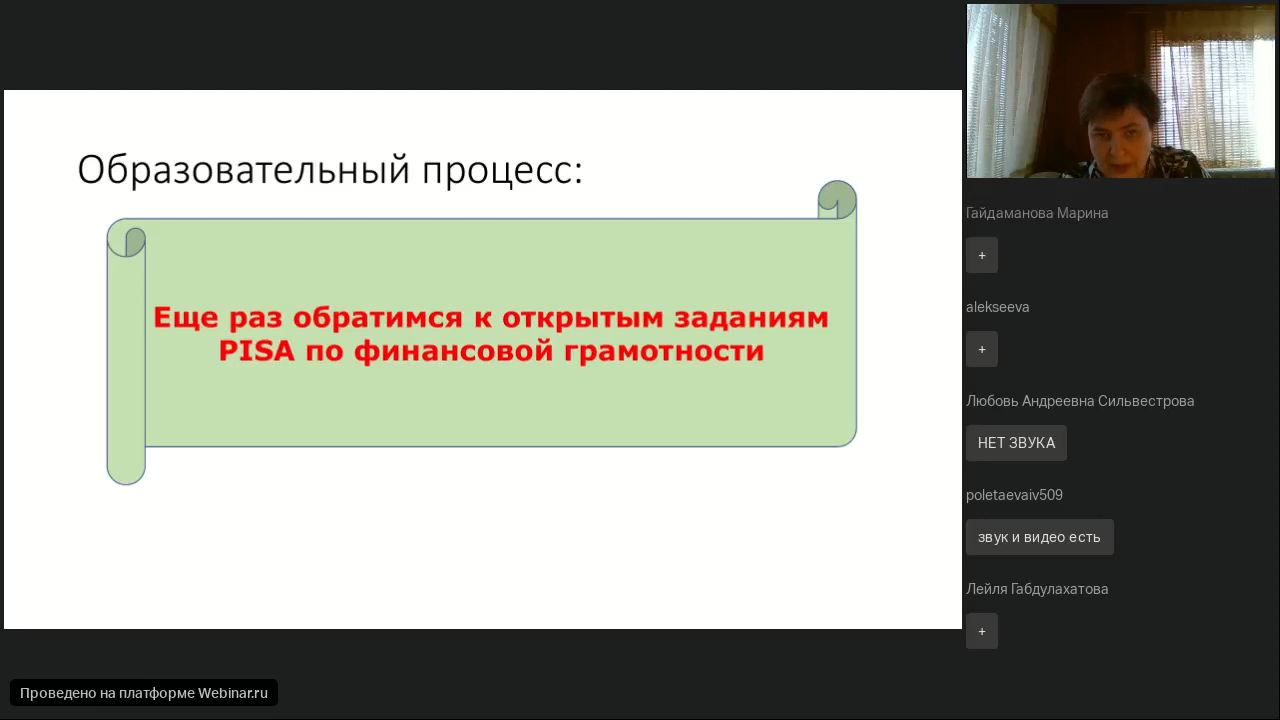 Образовательный процесс:
Еще раз обратимся к открытым заданиям
PISA по финансовой грамотности
Гайдаманова Марина
+
alekseeva
+
Любовь Андреевна Сильвестрова
НЕТ ЗВУКА
poletaevaiv509
звук и видео есть
Лейля Габдулахатова
+
Проведено на платформе Webinar.ru